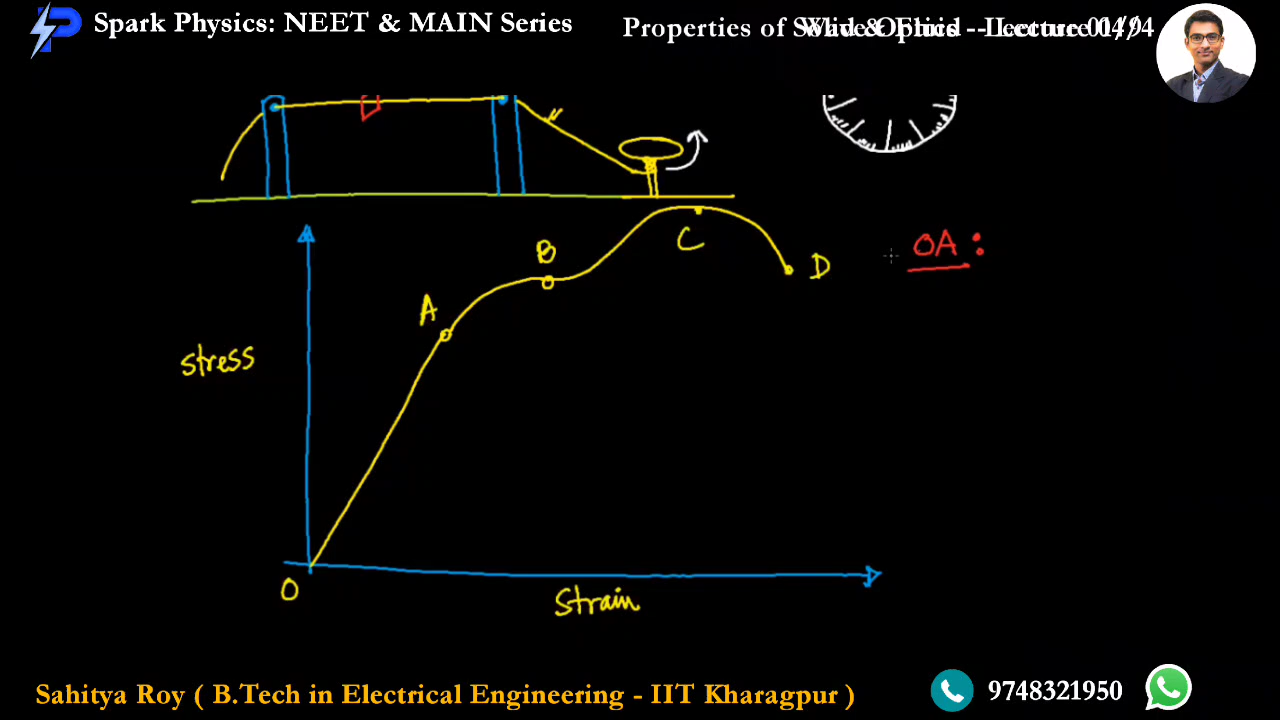 Spark Physics: NEET & MAIN Series
B
C
D
OA :
A
stress
O
Strain
Sahitya Roy ( B.Tech in Electrical Engineering - IIT Kharagpur )
9748321950